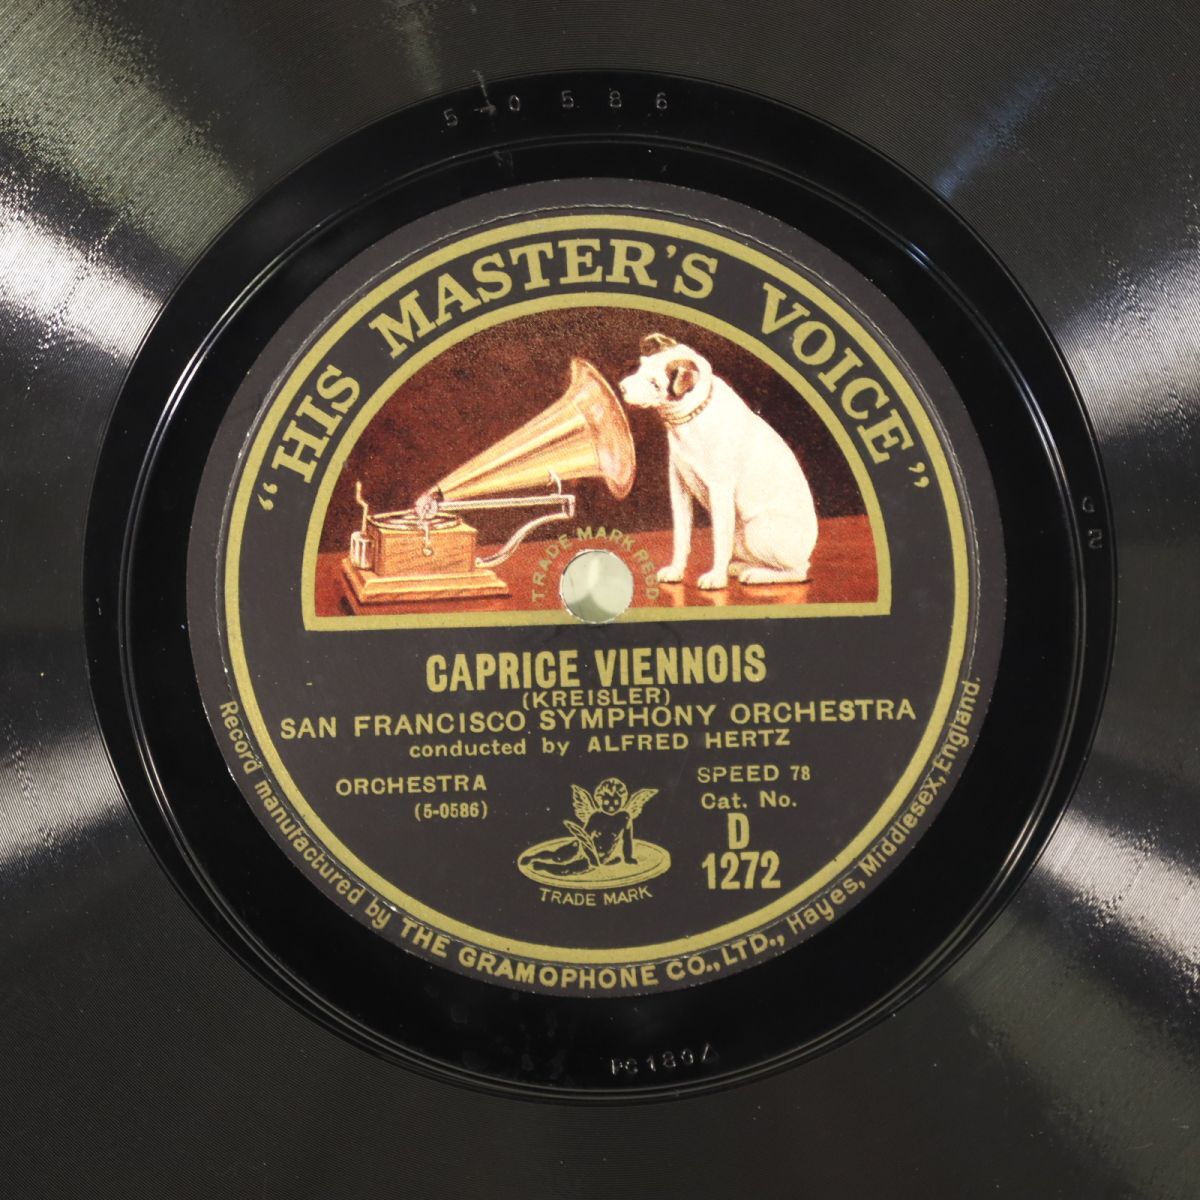 5-0586
"HIS MASTER'S VOICE"
TRADE MARK REGD
CAPRICE VIENNOIS
(KREISLER)
SAN FRANCISCO SYMPHONY ORCHESTRA
conducted by ALFRED HERTZ
ORCHESTRA
(5-0586)
SPEED 78
Cat. No.
D
1272
TRADE MARK
Record manufactured by THE GRAMOPHONE CO., LTD., Hayes, Middlesex, England.